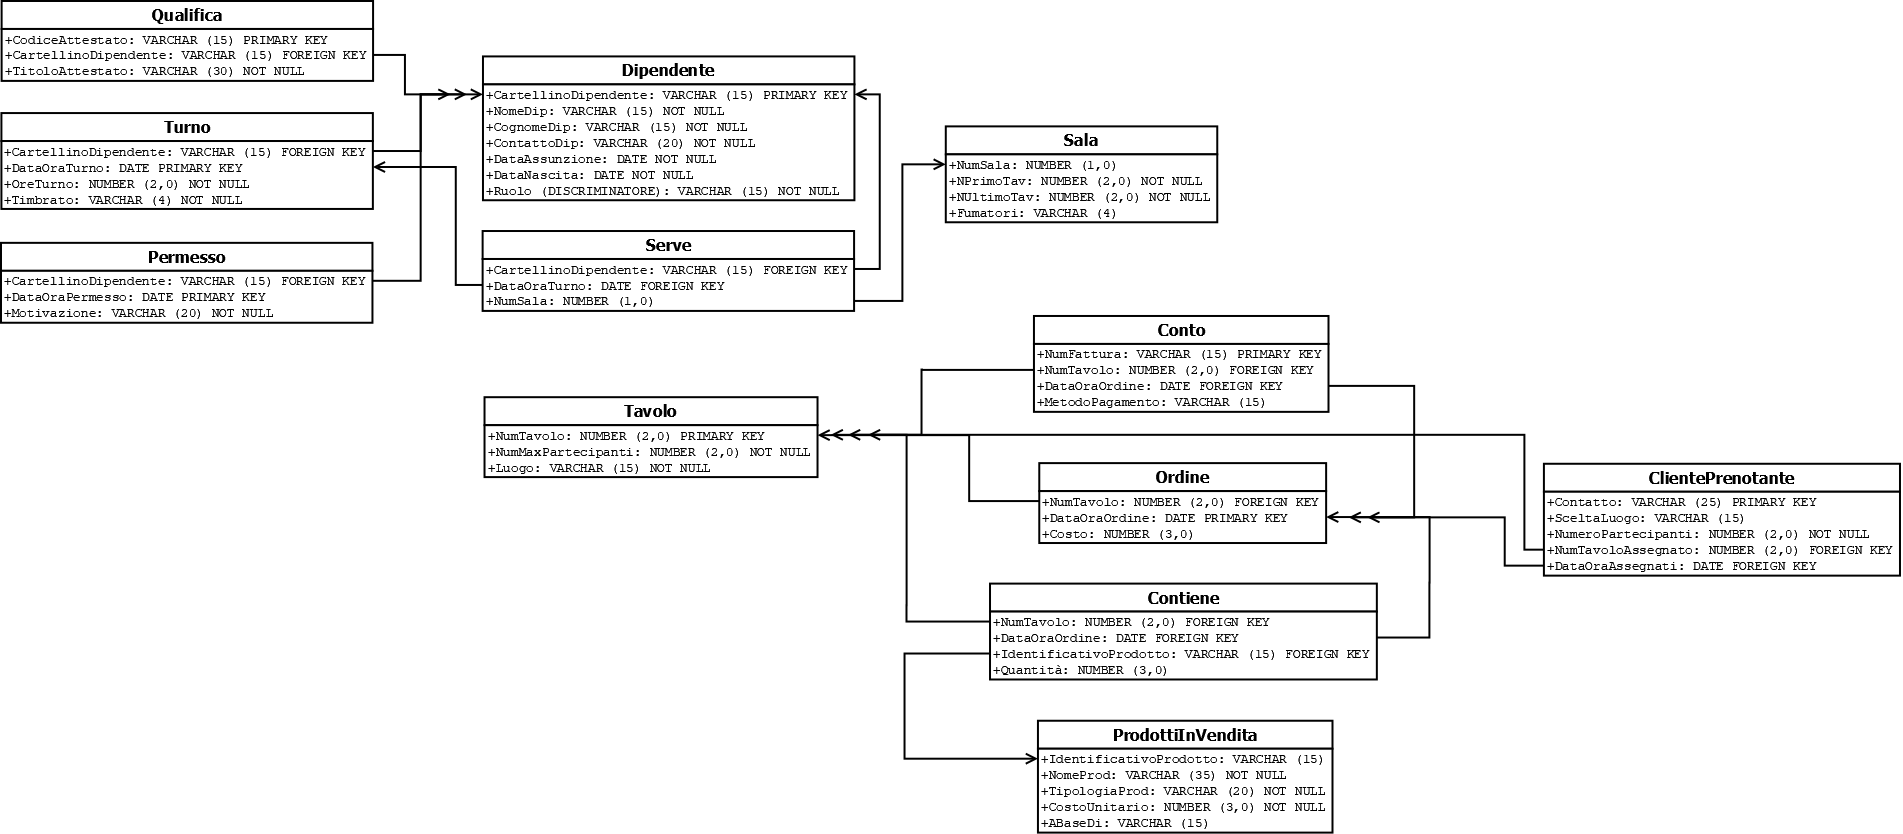 Qualifica
+CodiceAttestato: VARCHAR (15) PRIMARY KEY
+CartellinoDipendente: VARCHAR (15) FOREIGN KEY
+TitoloAttestato: VARCHAR (30) NOT NULL
Turno
+CartellinoDipendente: VARCHAR (15) FOREIGN KEY
+DataOraTurno: DATE PRIMARY KEY
+OreTurno: NUMBER (2,0) NOT NULL
+Timbrato: VARCHAR (4) NOT NULL
Permesso
+CartellinoDipendente: VARCHAR (15) FOREIGN KEY
+DataOraPermesso: DATE PRIMARY KEY
+Motivazione: VARCHAR (20) NOT NULL
Dipendente
+CartellinoDipendente: VARCHAR (15) PRIMARY KEY
+NomeDip: VARCHAR (15) NOT NULL
+CognomeDip: VARCHAR (15) NOT NULL
+ContattoDip: VARCHAR (20) NOT NULL
+DataAssunzione: DATE NOT NULL
+DataNascita: DATE NOT NULL
+Ruolo (DISCRIMINATORE): VARCHAR (15) NOT NULL
Serve
+CartellinoDipendente: VARCHAR (15) FOREIGN KEY
+DataOraTurno: DATE FOREIGN KEY
+NumSala: NUMBER (1,0)
Sala
+NumSala: NUMBER (1,0)
+NPrimoTav: NUMBER (2,0) NOT NULL
+NUltimoTav: NUMBER (2,0) NOT NULL
+Fumatori: VARCHAR (4)
Conto
+NumFattura: VARCHAR (15) PRIMARY KEY
+NumTavolo: NUMBER (2,0) FOREIGN KEY
+DataOraOrdine: DATE FOREIGN KEY
+MetodoPagamento: VARCHAR (15)
Tavolo
+NumTavolo: NUMBER (2,0) PRIMARY KEY
+NumMaxPartecipanti: NUMBER (2,0) NOT NULL
+Luogo: VARCHAR (15) NOT NULL
Ordine
+NumTavolo: NUMBER (2,0) FOREIGN KEY
+DataOraOrdine: DATE PRIMARY KEY
+Costo: NUMBER (3,0)
ClientePrenotante
+Contatto: VARCHAR (25) PRIMARY KEY
+SceltaLuogo: VARCHAR (15)
+NumeroPartecipanti: NUMBER (2,0) NOT NULL
+NumTavoloAssegnato: NUMBER (2,0) FOREIGN KEY
+DataOraAssegnati: DATE FOREIGN KEY
Contiene
+NumTavolo: NUMBER (2,0) FOREIGN KEY
+DataOraOrdine: DATE FOREIGN KEY
+IdentificativoProdotto: VARCHAR (15) FOREIGN KEY
+Quantità: NUMBER (3,0)
ProdottiInVendita
+IdentificativoProdotto: VARCHAR (15)
+NomeProd: VARCHAR (35) NOT NULL
+TipologiaProd: VARCHAR (20) NOT NULL
+CostoUnitario: NUMBER (3,0) NOT NULL
+ABaseDi: VARCHAR (15)